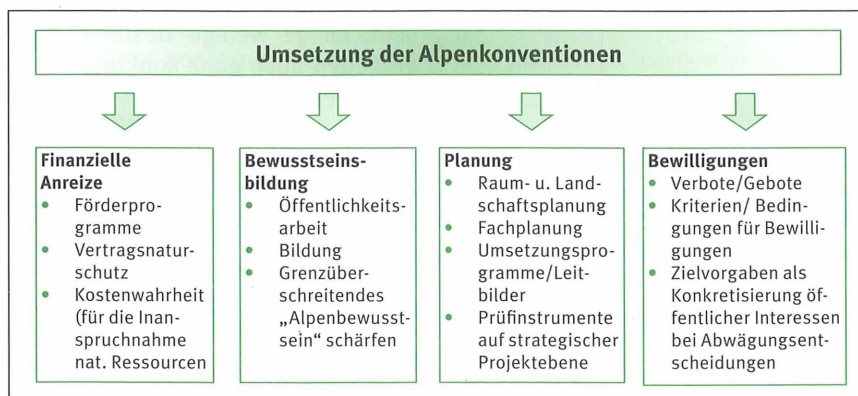 Umsetzung der Alpenkonventionen
Finanzielle
Anreize
• Förderpro-
gramme
• Vertragsnatur-
schutz
• Kostenwahrheit
(für die Inan-
spruchnahme
nat. Ressourcen
Bewusstseins-
bildung
• Öffentlichkeits-
arbeit
• Bildung
• Grenzüber-
schreitendes
„Alpenbewusst-
sein“ schärfen
Planung
• Raum- u. Land-
schaftsplanung
• Fachplanung
• Umsetzungspro-
gramme/Leit-
bilder
• Prüfinstrumente
auf strategischer
Projektebene
Bewilligungen
• Verbote/Gebote
• Kriterien/ Bedin-
gungen für Bewilli-
gungen
• Zielvorgaben als
Konkretisierung öf-
fentlicher Interessen
bei Abwägungsent-
scheidungen